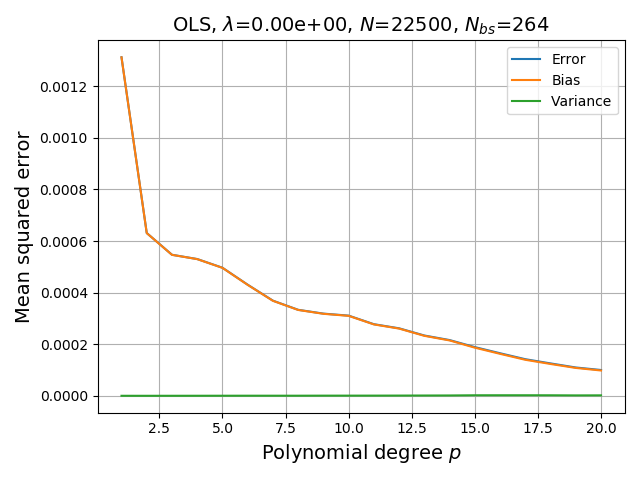 OLS, λ=0.00e+00, N=22500, N_bs=264
Error
Bias
Variance
Mean squared error
0.0012
0.0010
0.0008
0.0006
0.0004
0.0002
0.0000
2.5 5.0 7.5 10.0 12.5 15.0 17.5 20.0
Polynomial degree p